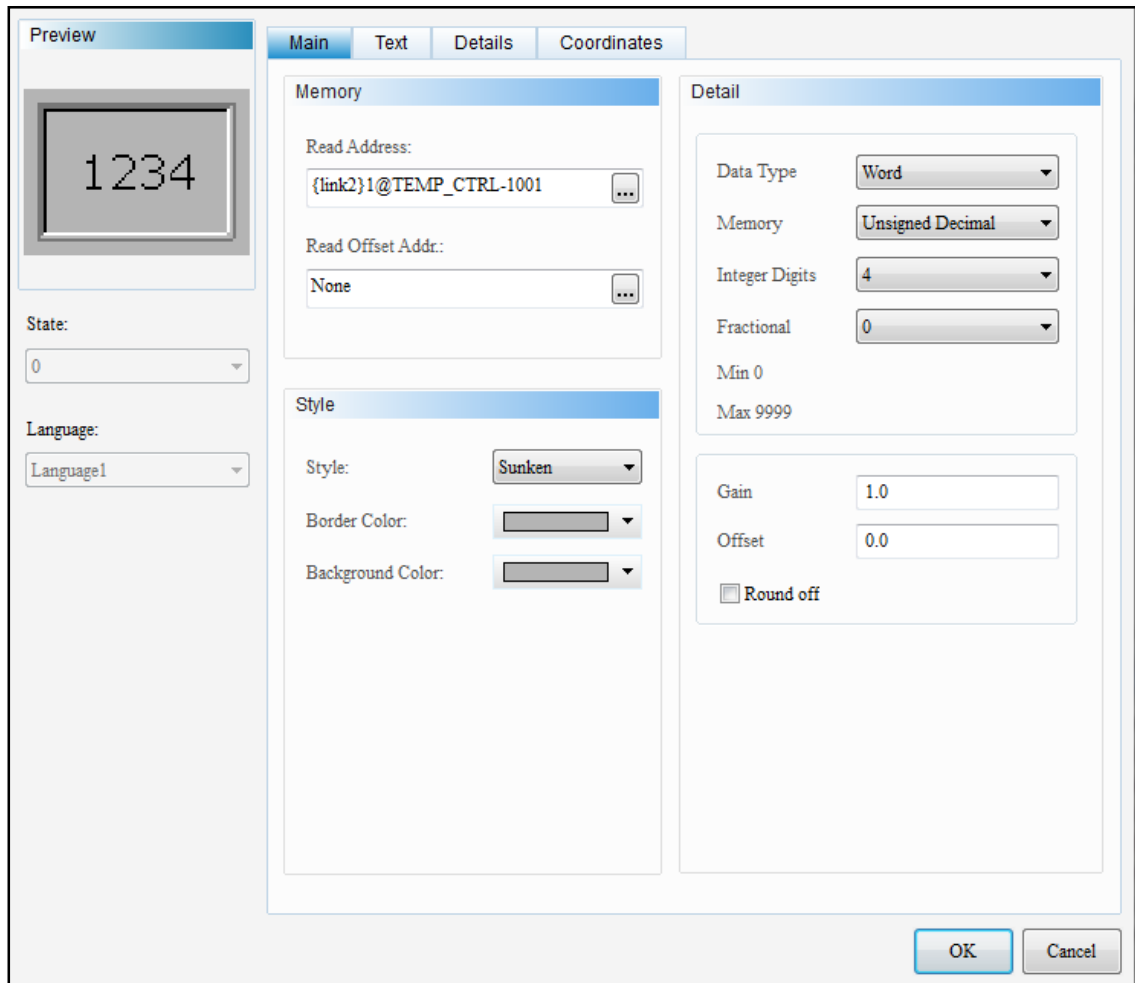 Preview
1234
State:
0
Language:
Language1
Main Text Details Coordinates
Memory
Read Address:
{link2}1@TEMP_CTRL-1001 ...
Read Offset Addr.:
None ...
Style
Style: Sunken
Border Color:
Background Color:
Detail
Data Type Word
Memory Unsigned Decimal
Integer Digits 4
Fractional 0
Min 0
Max 9999
Gain 1.0
Offset 0.0
Round off
OK Cancel